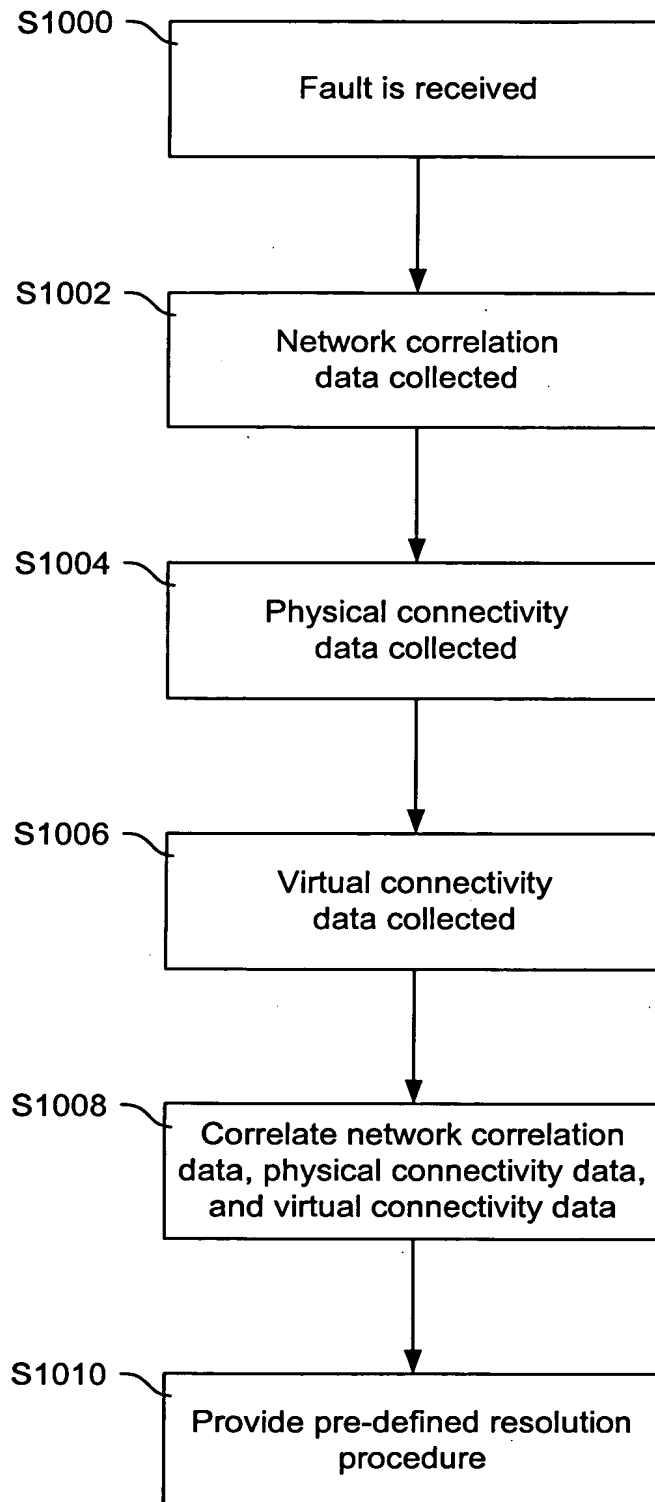 S1000
Fault is received
S1002
Network correlation
data collected
S1004
Physical connectivity
data collected
S1006
Virtual connectivity
data collected
S1008
Correlate network correlation
data, physical connectivity data,
and virtual connectivity data
S1010
Provide pre-defined resolution
procedure